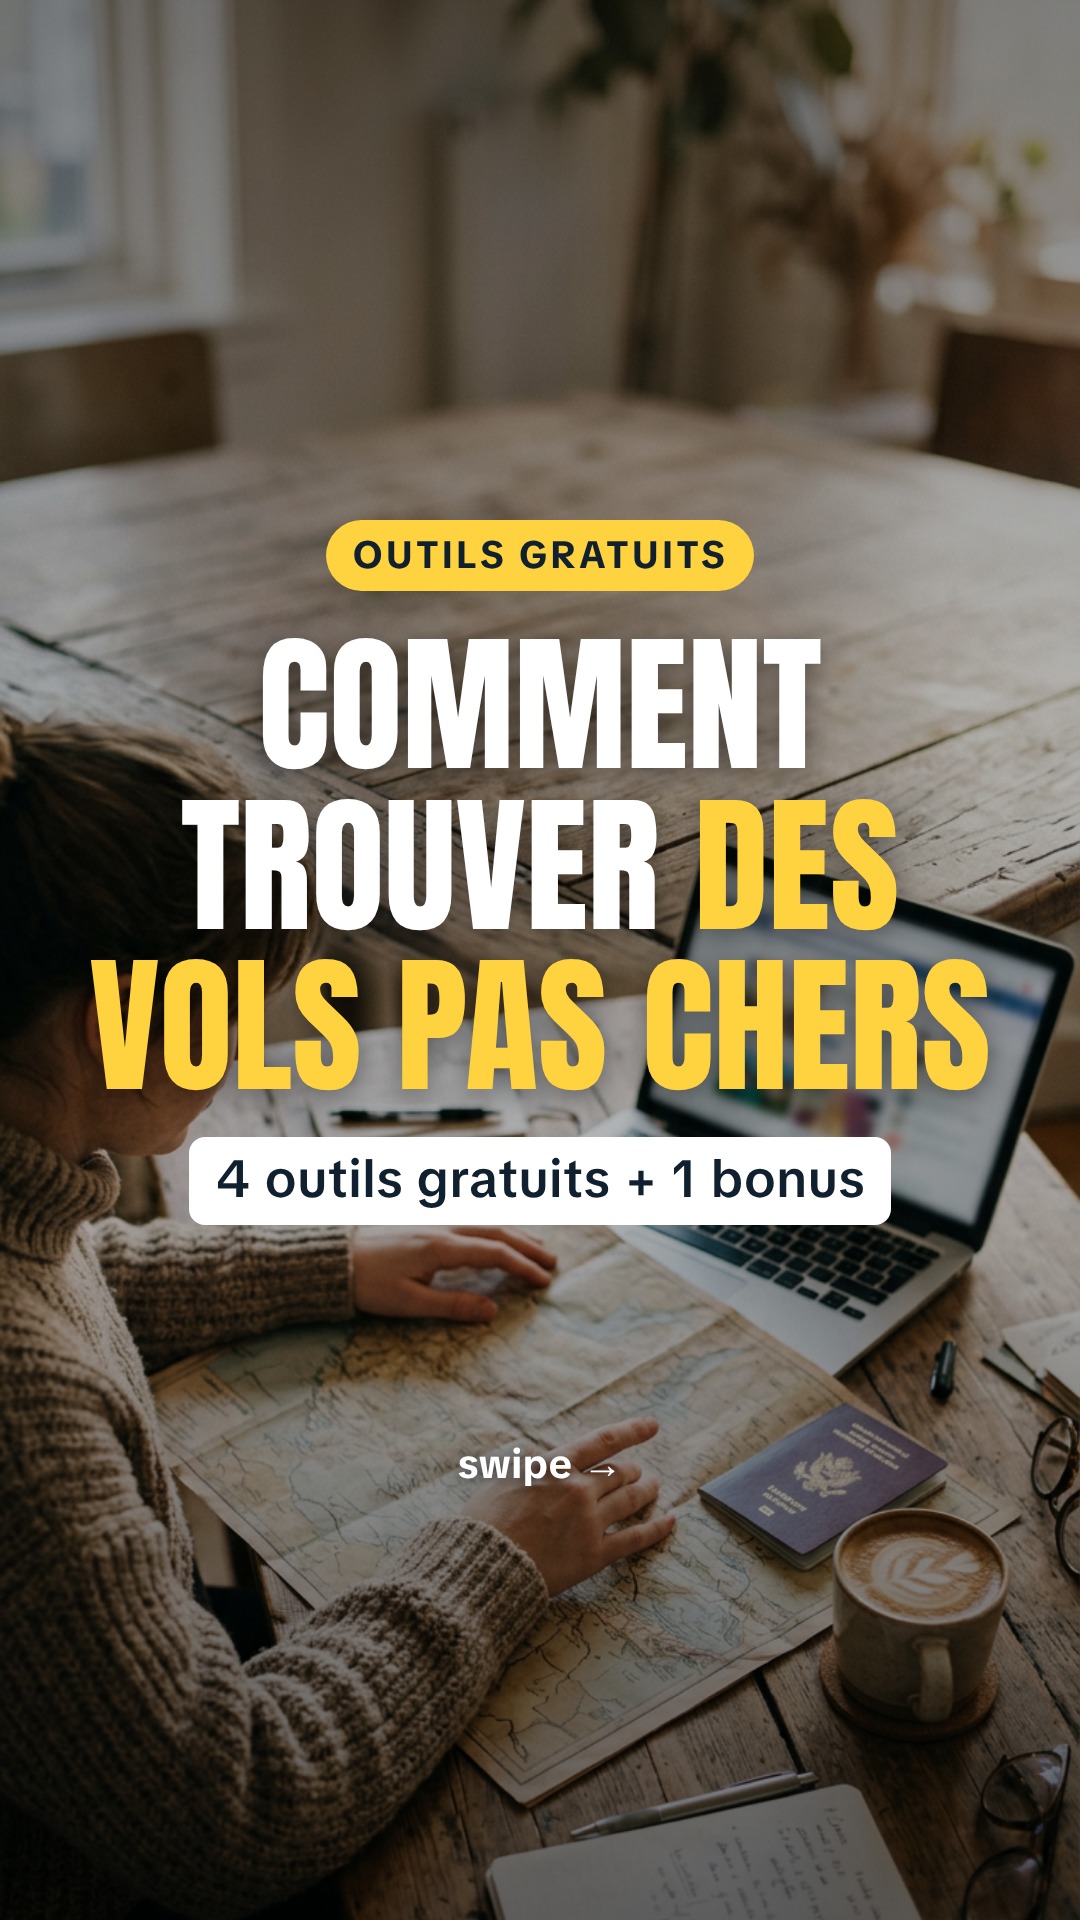 OUTILS GRATUITS
COMMENT
TROUVER DES
VOLS PAS CHERS
4 outils gratuits + 1 bonus
swipe →